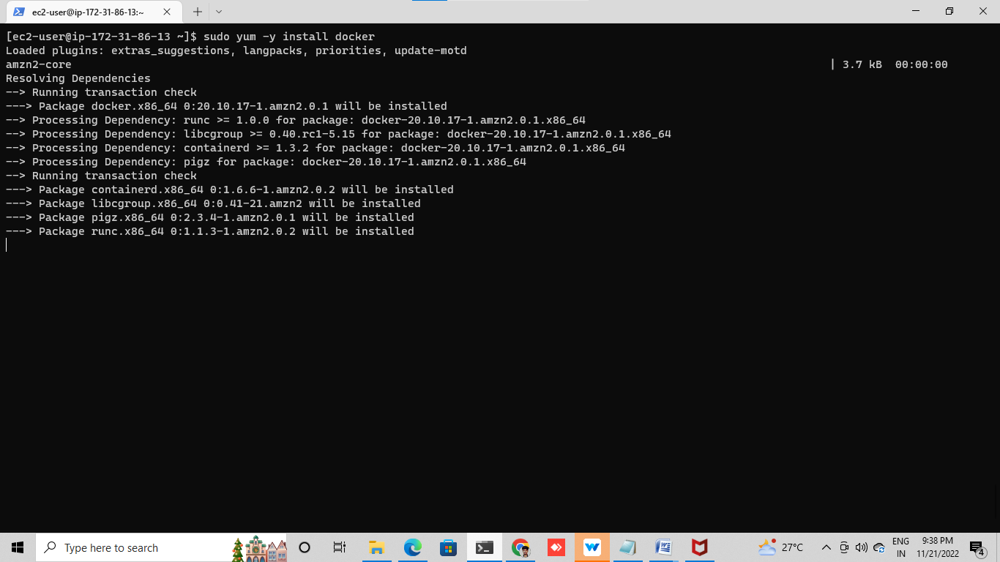 ec2-user@ip-172-31-86-13:~
[ec2-user@ip-172-31-86-13 ~]$ sudo yum -y install docker
Loaded plugins: extras_suggestions, langpacks, priorities, update-motd
amzn2-core | 3.7 kB 00:00:00
Resolving Dependencies
--> Running transaction check
---> Package docker.x86_64 0:20.10.17-1.amzn2.0.1 will be installed
--> Processing Dependency: runc >= 1.0.0 for package: docker-20.10.17-1.amzn2.0.1.x86_64
--> Processing Dependency: libcgroup >= 0.40.rc1-5.15 for package: docker-20.10.17-1.amzn2.0.1.x86_64
--> Processing Dependency: containerd >= 1.3.2 for package: docker-20.10.17-1.amzn2.0.1.x86_64
--> Processing Dependency: pigz for package: docker-20.10.17-1.amzn2.0.1.x86_64
--> Running transaction check
---> Package containerd.x86_64 0:1.6.6-1.amzn2.0.2 will be installed
---> Package libcgroup.x86_64 0:0.41-21.amzn2 will be installed
---> Package pigz.x86_64 0:2.3.4-1.amzn2.0.1 will be installed
---> Package runc.x86_64 0:1.1.3-1.amzn2.0.2 will be installed
Type here to search
27°C
ENG
IN
9:38 PM
11/21/2022
4